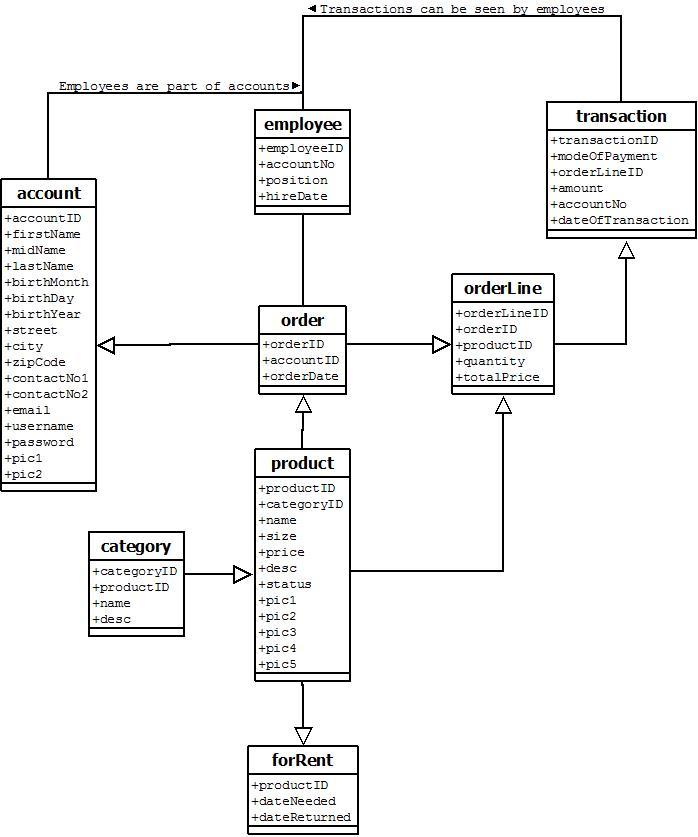 ◄ Transactions can be seen by employees
Employees are part of accounts►
employee
+employeeID
+accountNo
+position
+hireDate
transaction
+transactionID
+modeOfPayment
+orderLineID
+amount
+accountNo
+dateOfTransaction
account
+accountID
+firstName
+midName
+lastName
+birthMonth
+birthDay
+birthYear
+street
+city
+zipCode
+contactNo1
+contactNo2
+email
+username
+password
+pic1
+pic2
order
+orderID
+accountID
+orderDate
orderLine
+orderLineID
+orderID
+productID
+quantity
+totalPrice
product
+productID
+categoryID
+name
+size
+price
+desc
+status
+pic1
+pic2
+pic3
+pic4
+pic5
category
+categoryID
+productID
+name
+desc
forRent
+productID
+dateNeeded
+dateReturned